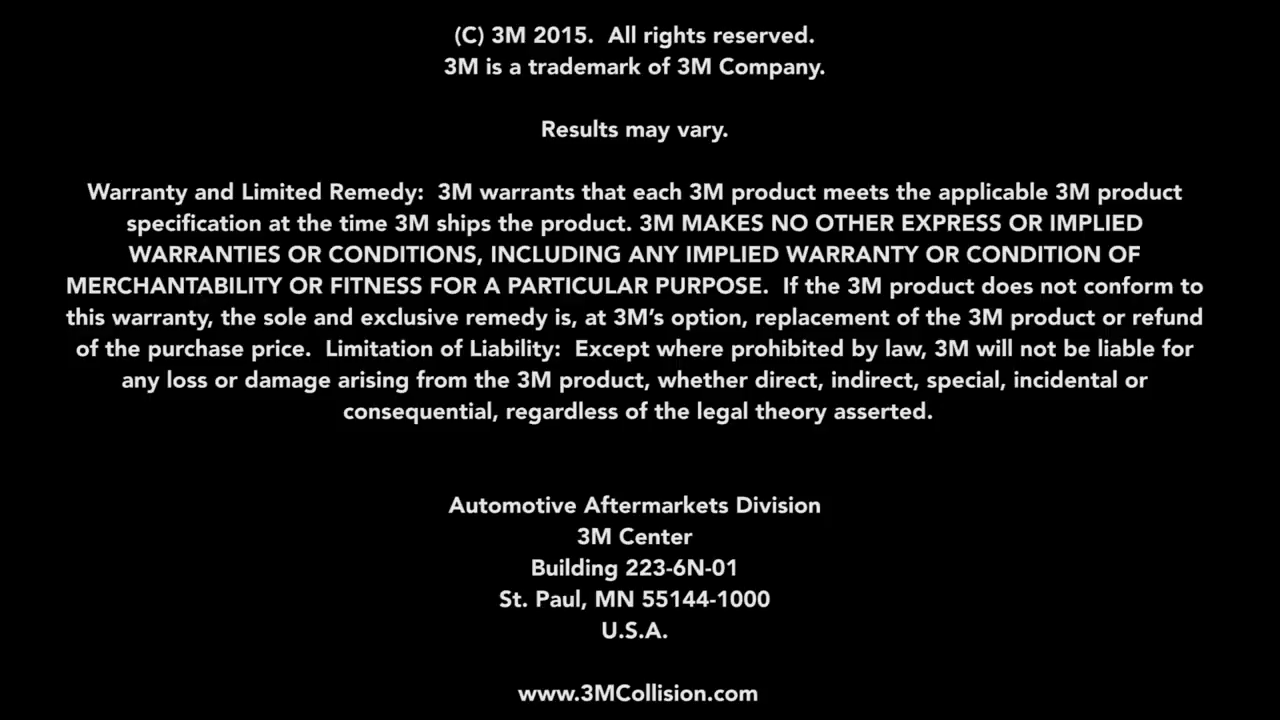 (C) 3M 2015.  All rights reserved.
3M is a trademark of 3M Company.
Results may vary.
Warranty and Limited Remedy:  3M warrants that each 3M product meets the applicable 3M product
specification at the time 3M ships the product. 3M MAKES NO OTHER EXPRESS OR IMPLIED
WARRANTIES OR CONDITIONS, INCLUDING ANY IMPLIED WARRANTY OR CONDITION OF
MERCHANTABILITY OR FITNESS FOR A PARTICULAR PURPOSE.  If the 3M product does not conform to
this warranty, the sole and exclusive remedy is, at 3M’s option, replacement of the 3M product or refund
of the purchase price.  Limitation of Liability:  Except where prohibited by law, 3M will not be liable for
any loss or damage arising from the 3M product, whether direct, indirect, special, incidental or
consequential, regardless of the legal theory asserted.
Automotive Aftermarkets Division
3M Center
Building 223-6N-01
St. Paul, MN 55144-1000
U.S.A.
www.3MCollision.com